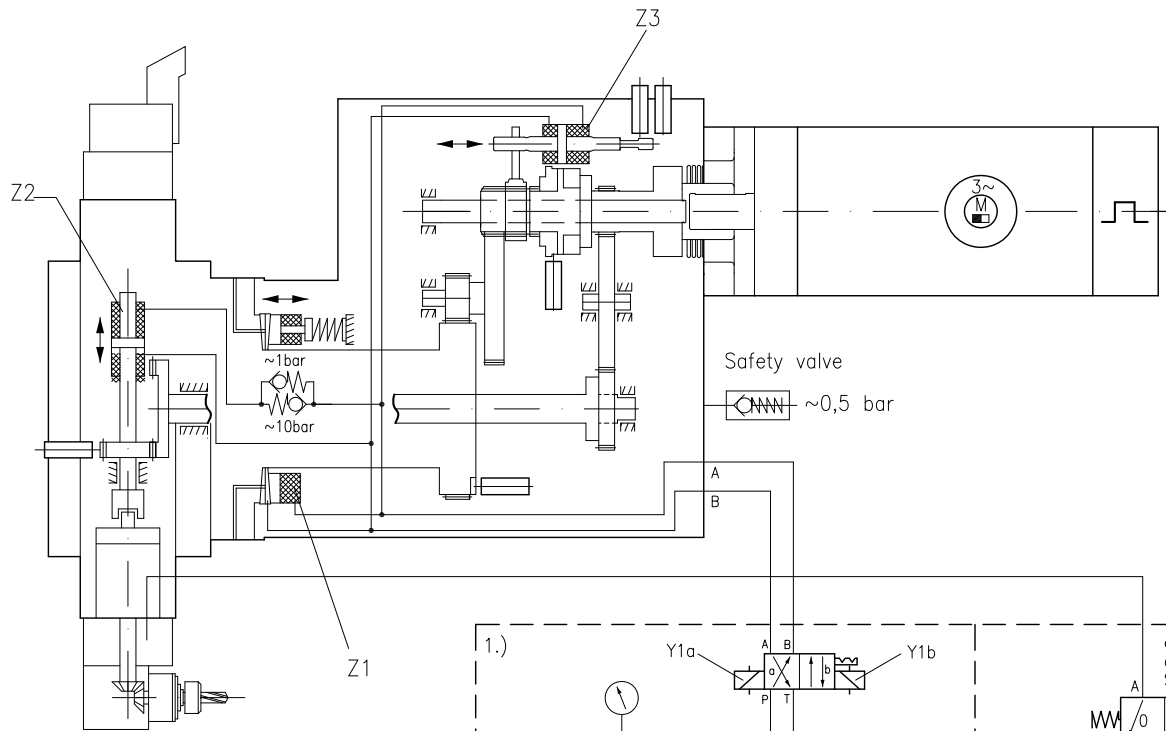 Z3
Z2
3~
M
~1bar
~10bar
Safety valve
~0,5 bar
A
B
Z1
1.)
A B
Y1a
a
b
Y1b
P T
A
0